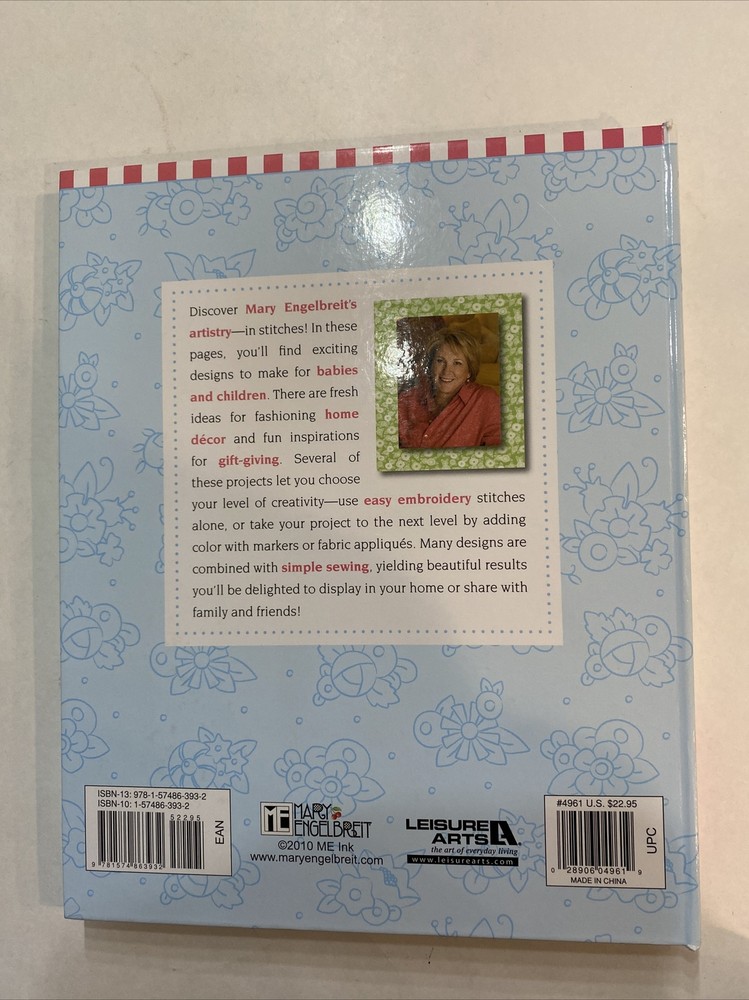 Discover Mary Engelbreit's
artistry—in stitches! In these
pages, you'll find exciting
designs to make for babies
and children. There are fresh
ideas for fashioning home
décor and fun inspirations
for gift-giving. Several of
these projects let you choose
your level of creativity—use easy embroidery stitches
alone, or take your project to the next level by adding
color with markers or fabric appliqués. Many designs are
combined with simple sewing, yielding beautiful results
you'll be delighted to display in your home or share with
family and friends!
ISBN-13: 978-1-57486-393-2
ISBN-10: 1-57486-393-2
52295
9 781574 863932
EAN
ME MARY
ENGELBREIT
©2010 ME Ink
www.maryengelbreit.com
LEISURE
ARTS
the art of everyday living
www.leisurearts.com
#4961 U.S. $22.95
0 28906 04961 9
MADE IN CHINA
UPC